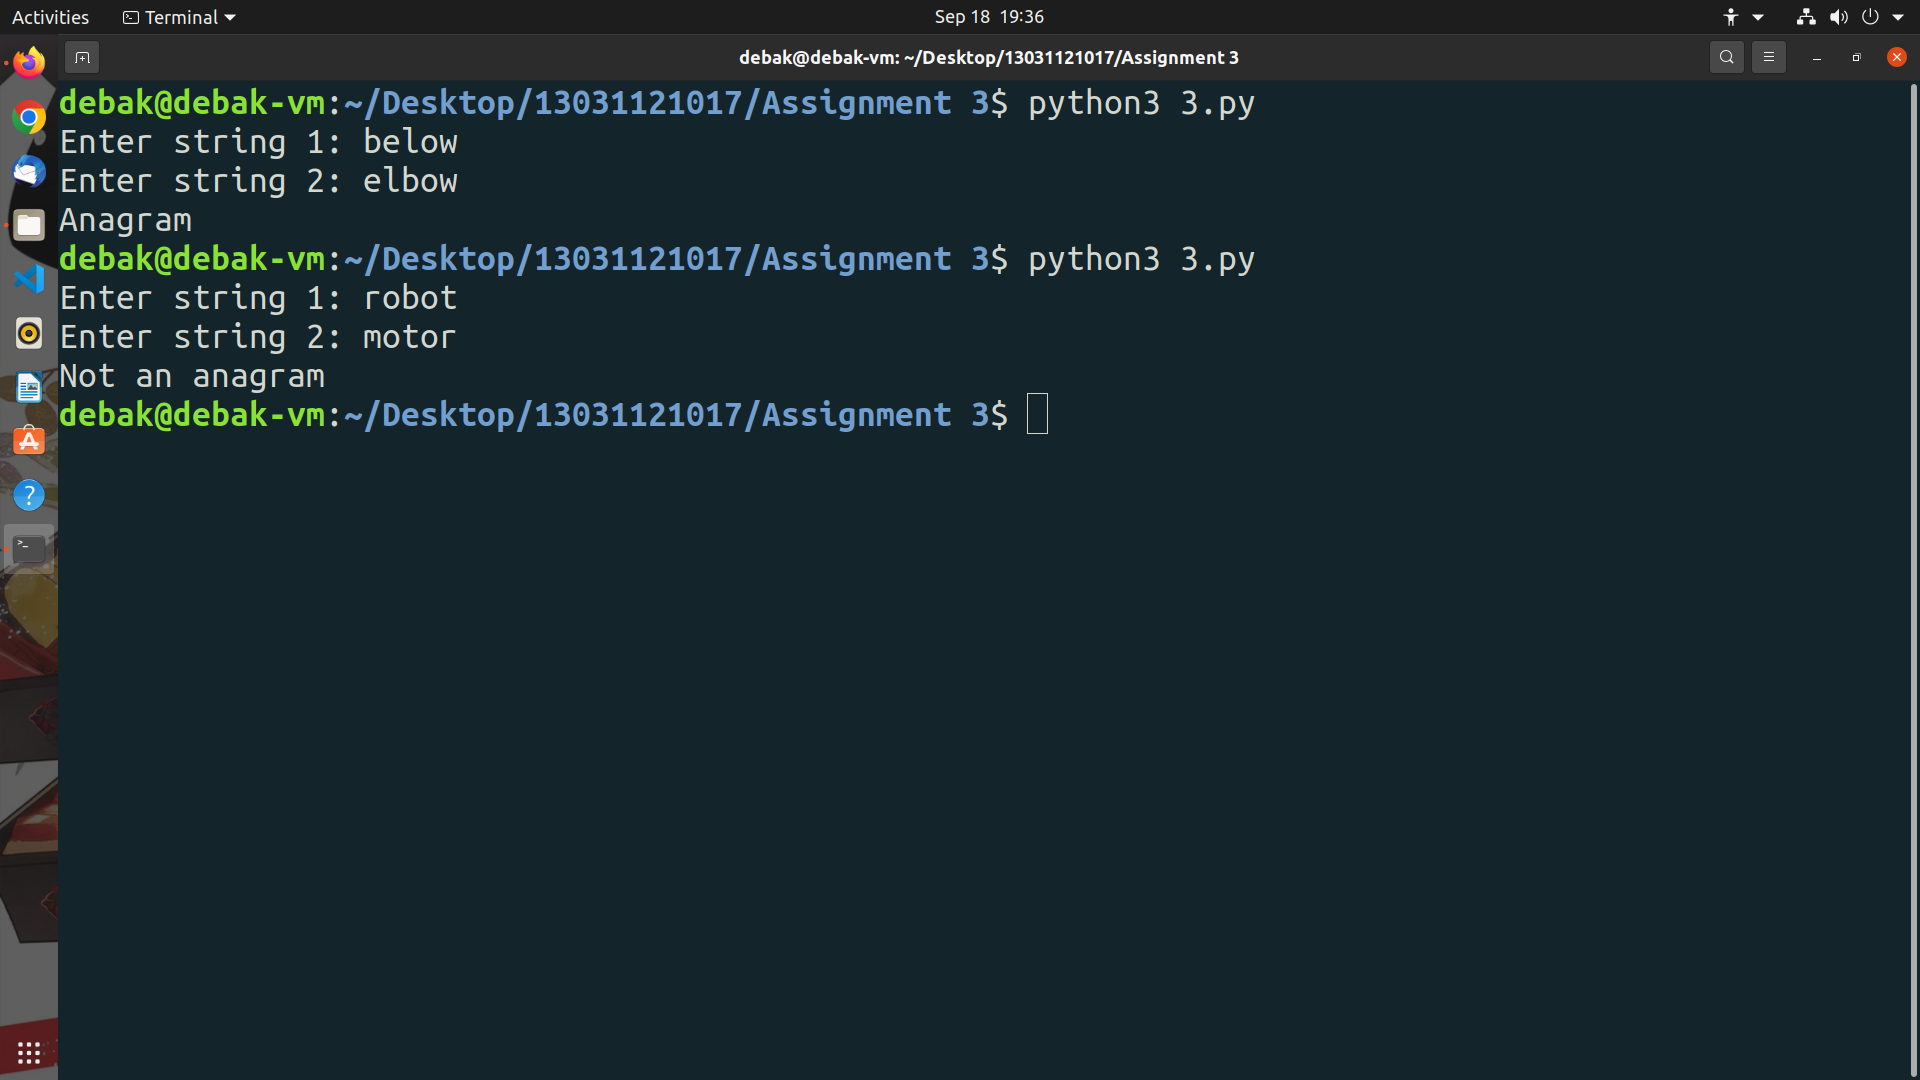 Activities Terminal Sep 18 19:36
debak@debak-vm: ~/Desktop/13031121017/Assignment 3
debak@debak-vm:~/Desktop/13031121017/Assignment 3$ python3 3.py
Enter string 1: below
Enter string 2: elbow
Anagram
debak@debak-vm:~/Desktop/13031121017/Assignment 3$ python3 3.py
Enter string 1: robot
Enter string 2: motor
Not an anagram
debak@debak-vm:~/Desktop/13031121017/Assignment 3$